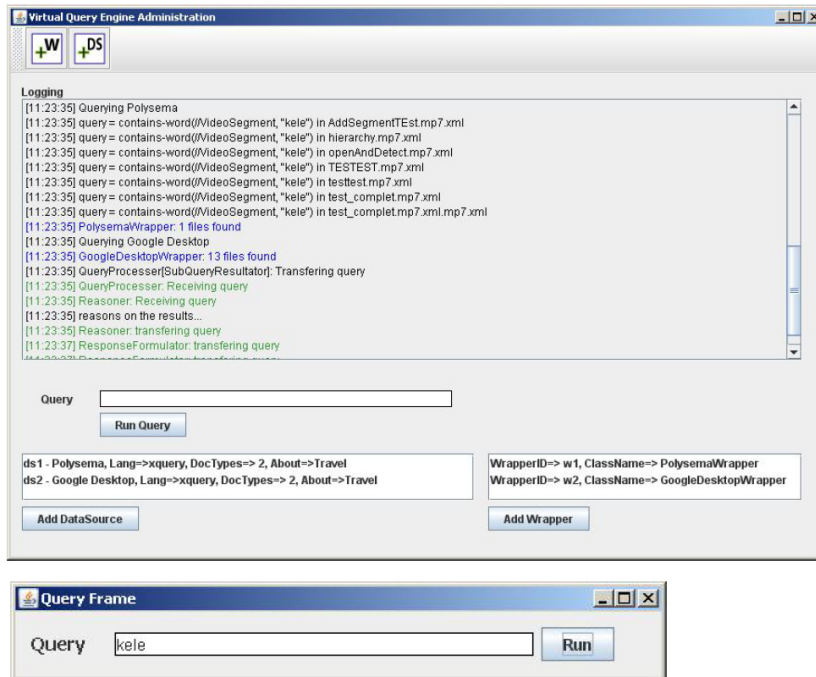 Virtual Query Engine Administration
+W +DS
Logging
[11:23:35] Querying Polysema
[11:23:35] query = contains-word(//VideoSegment, "kele") in AddSegmentTEst.mp7.xml
[11:23:35] query = contains-word(//VideoSegment, "kele") in hierarchy.mp7.xml
[11:23:35] query = contains-word(//VideoSegment, "kele") in openAndDetect.mp7.xml
[11:23:35] query = contains-word(//VideoSegment, "kele") in TESTEST.mp7.xml
[11:23:35] query = contains-word(//VideoSegment, "kele") in testtest.mp7.xml
[11:23:35] query = contains-word(//VideoSegment, "kele") in test_complet.mp7.xml
[11:23:35] query = contains-word(//VideoSegment, "kele") in test_complet.mp7.xml.mp7.xml
[11:23:35] PolysemaWrapper: 1 files found
[11:23:35] Querying Google Desktop
[11:23:35] GoogleDesktopWrapper: 13 files found
[11:23:35] QueryProcesser[SubQueryResultator]: Transfering query
[11:23:35] QueryProcesser: Receiving query
[11:23:35] Reasoner: Receiving query
[11:23:35] reasons on the results...
[11:23:35] Reasoner: transfering query
[11:23:37] ResponseFormulator: transfering query
[11:23:37] ResponseFormulator: transfering query
Query
Run Query
ds1 - Polysema, Lang=>xquery, DocTypes=> 2, About=>Travel
ds2 - Google Desktop, Lang=>xquery, DocTypes=> 2, About=>Travel
WrapperID=> w1, ClassName=> PolysemaWrapper
WrapperID=> w2, ClassName=> GoogleDesktopWrapper
Add DataSource
Add Wrapper
Query Frame
Query kele Run